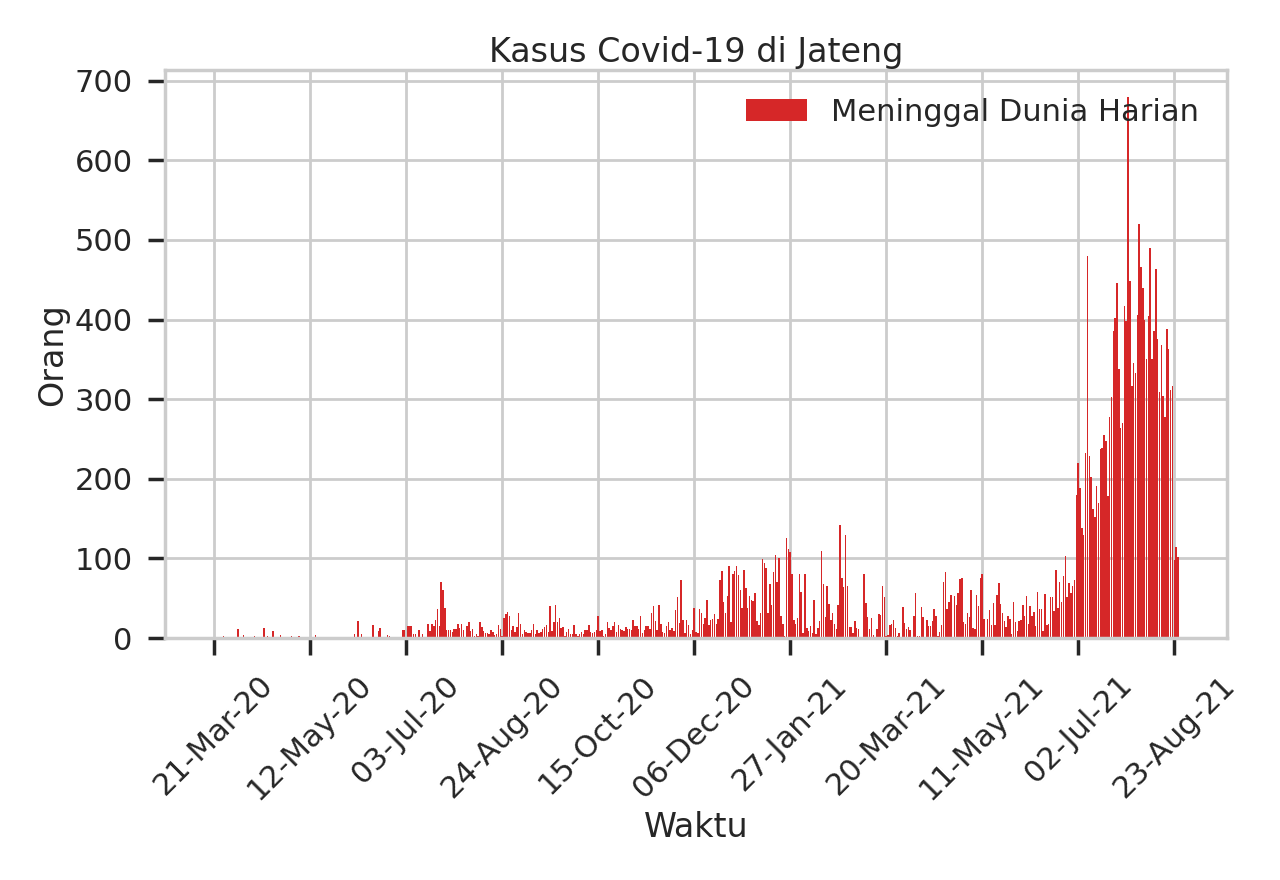 Kasus Covid-19 di Jateng
Meninggal Dunia Harian
Orang
700
600
500
400
300
200
100
0
21-Mar-20
12-May-20
03-Jul-20
24-Aug-20
15-Oct-20
06-Dec-20
27-Jan-21
20-Mar-21
11-May-21
02-Jul-21
23-Aug-21
Waktu